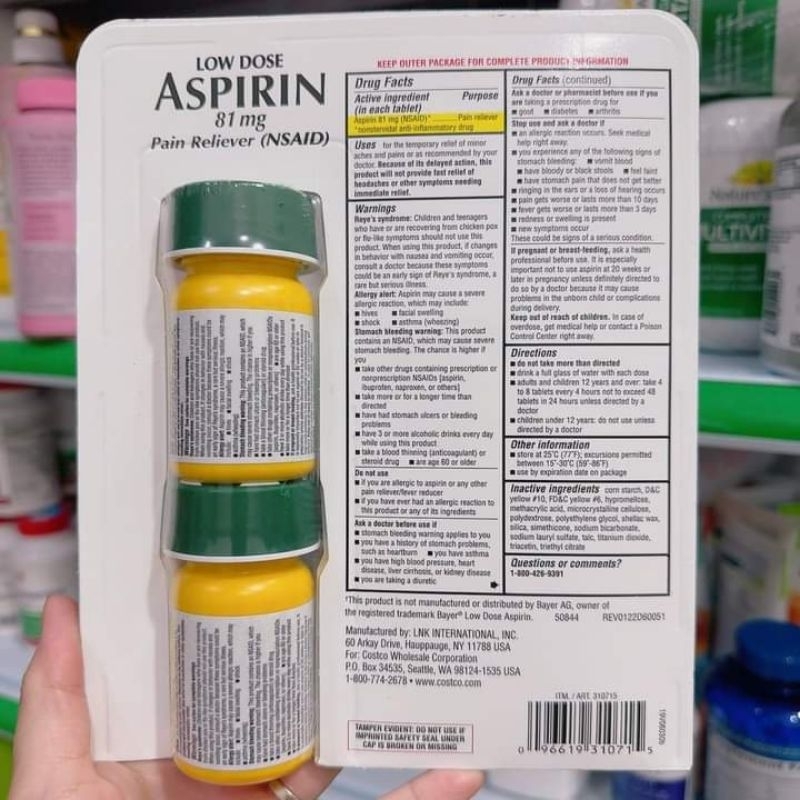 LOW DOSE
ASPIRIN
81 mg
Pain Reliever (NSAID)
KEEP OUTER PACKAGE FOR COMPLETE PRODUCT INFORMATION
Drug Facts
Active ingredient Purpose
(in each tablet)
Aspirin 81 mg (NSAID)* Pain reliever
*nonsteroidal anti-inflammatory drug
Uses for the temporary relief of minor
aches and pains or as recommended by your
doctor. Because of its delayed action, this
product will not provide fast relief of
headaches or other symptoms needing
immediate relief.
Warnings
Reye's syndrome: Children and teenagers
who have or are recovering from chicken pox
or flu-like symptoms should not use this
product. When using this product, if changes
in behavior with nausea and vomiting occur,
consult a doctor because these symptoms
could be an early sign of Reye's syndrome, a
rare but serious illness.
Allergy alert: Aspirin may cause a severe
allergic reaction, which may include:
■ hives ■ facial swelling
■ shock ■ asthma (wheezing)
Stomach bleeding warning: This product
contains an NSAID, which may cause severe
stomach bleeding. The chance is higher if
you
■ take other drugs containing prescription or
nonprescription NSAIDs [aspirin,
ibuprofen, naproxen, or others]
■ take more or for a longer time than
directed
■ have had stomach ulcers or bleeding
problems
■ have 3 or more alcoholic drinks every day
while using this product
■ take a blood thinning (anticoagulant) or
steroid drug ■ are age 60 or older
Do not use
■ if you are allergic to aspirin or any other
pain reliever/fever reducer
■ if you have ever had an allergic reaction to
this product or any of its ingredients
Ask a doctor before use if
■ stomach bleeding warning applies to you
■ you have a history of stomach problems,
such as heartburn ■ you have asthma
■ you have high blood pressure, heart
disease, liver cirrhosis, or kidney disease
■ you are taking a diuretic
Drug Facts (continued)
Ask a doctor or pharmacist before use if you
are taking a prescription drug for
■ gout ■ diabetes ■ arthritis
Stop use and ask a doctor if
■ an allergic reaction occurs. Seek medical
help right away.
■ you experience any of the following signs of
stomach bleeding: ■ vomit blood
■ have bloody or black stools ■ feel faint
■ have stomach pain that does not get better
■ ringing in the ears or a loss of hearing occurs
■ pain gets worse or lasts more than 10 days
■ fever gets worse or lasts more than 3 days
■ redness or swelling is present
■ new symptoms occur
These could be signs of a serious condition.
If pregnant or breast-feeding, ask a health
professional before use. It is especially
important not to use aspirin at 20 weeks or
later in pregnancy unless definitely directed to
do so by a doctor because it may cause
problems in the unborn child or complications
during delivery.
Keep out of reach of children. In case of
overdose, get medical help or contact a Poison
Control Center right away.
Directions
■ do not take more than directed
■ drink a full glass of water with each dose
■ adults and children 12 years and over: take 4
to 8 tablets every 4 hours not to exceed 48
tablets in 24 hours unless directed by a
doctor
■ children under 12 years: do not use unless
directed by a doctor
Other information
■ store at 25°C (77°F); excursions permitted
between 15°-30°C (59°-86°F)
■ use by expiration date on package
Inactive ingredients corn starch, D&C
yellow #10, FD&C yellow #6, hypromellose,
methacrylic acid, microcrystalline cellulose,
polydextrose, polyethylene glycol, shellac wax,
silica, simethicone, sodium bicarbonate,
sodium lauryl sulfate, talc, titanium dioxide,
triacetin, triethyl citrate
Questions or comments?
1-800-426-9391
†This product is not manufactured or distributed by Bayer AG, owner of
the registered trademark Bayer® Low Dose Aspirin. 50844 REV0122D60051
Manufactured by: LNK INTERNATIONAL, INC.
60 Arkay Drive, Hauppauge, NY 11788 USA
For: Costco Wholesale Corporation
P.O. Box 34535, Seattle, WA 98124-1535 USA
1-800-774-2678 • www.costco.com
TAMPER EVIDENT: DO NOT USE IF
IMPRINTED SAFETY SEAL UNDER
CAP IS BROKEN OR MISSING
ITM. / ART. 310715
0 96619 31071 5
Nature's
ULTIVI